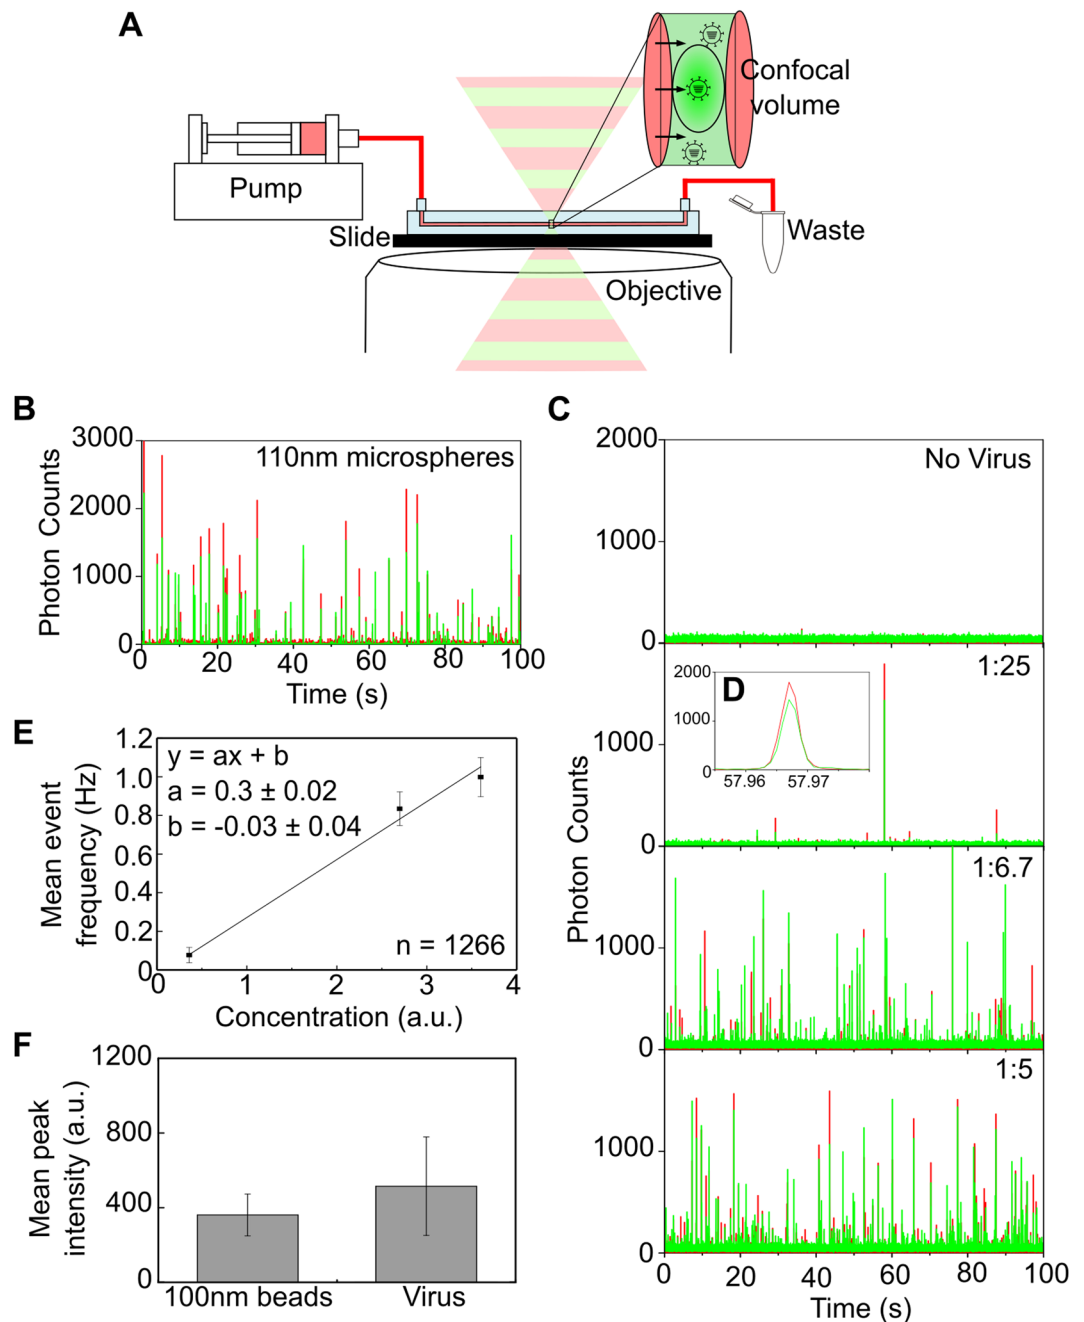 A
Confocal
volume
Pump
Slide
Waste
Objective
B
3000
110nm microspheres
2000
1000
0
Photon Counts
0 20 40 60 80 100
Time (s)
C
2000
No Virus
1000
0
1:25
D
2000
1000
0
57.96 57.97
1000
0
1:6.7
1000
0
1:5
1000
0
Photon Counts
0 20 40 60 80 100
Time (s)
E
1.2
1.0
0.8
0.6
0.4
0.2
0
y = ax + b
a = 0.3 ± 0.02
b = -0.03 ± 0.04
n = 1266
Mean event
frequency (Hz)
0 1 2 3 4
Concentration (a.u.)
F
1200
800
400
0
Mean peak
intensity (a.u.)
100nm beads Virus